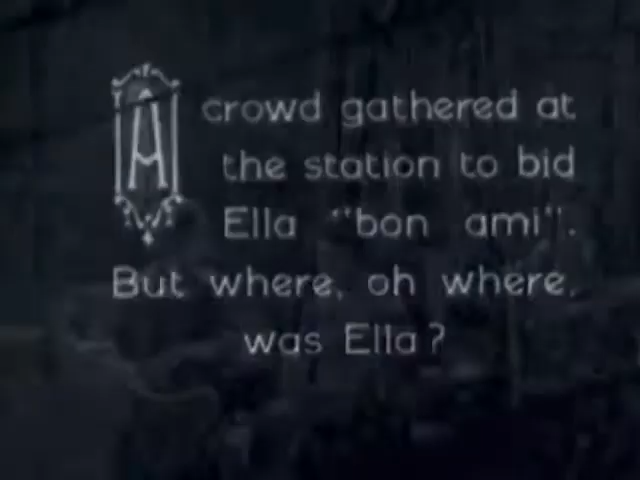 A crowd gathered at
the station to bid
Ella "bon ami".
But where, oh where,
was Ella?